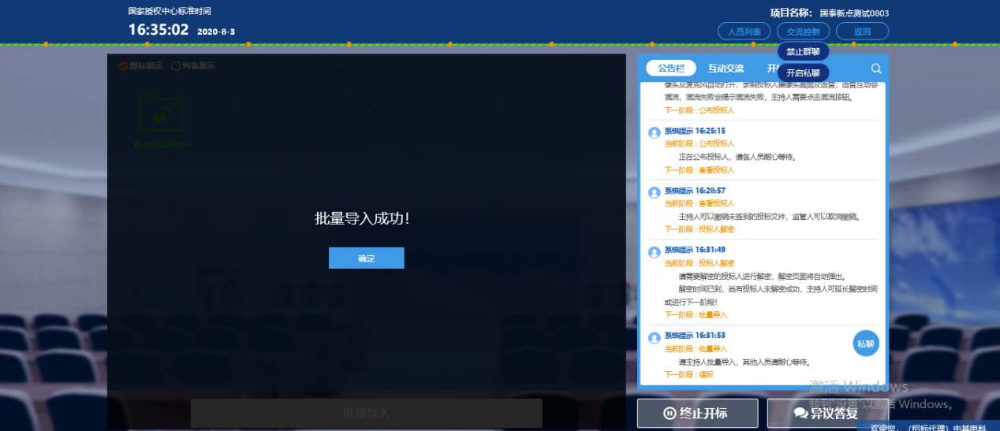 国家授权中心标准时间
16:35:02 2020-8-3
项目名称： 国泰新点测试0803
人员列表
交流控制
返回
禁止群聊
开启私聊
图标展示 列表展示
新点测试单位一
批量导入成功！
确定
批量导入
公告栏
互动交流
像头及麦克风自动打开，录制投标人摄像头画面及语音；语音互动会
混流，混流失败会提示混流失败，主持人需要点击混流按钮。
下一阶段：公布投标人
系统提示 16:25:15
当前阶段：公布投标人
正在公布投标人，请各人员耐心等待。
下一阶段：查看投标人
系统提示 16:28:57
当前阶段：查看投标人
主持人可以撤销未签到的投标文件，监管人可以取消撤销。
下一阶段：投标人解密
系统提示 16:31:49
当前阶段：投标人解密
请需要解密的投标人进行解密，解密页面将自动弹出。
解密时间已到，尚有投标人未解密成功，主持人可延长解密时间
或进行下一阶段！
下一阶段：批量导入
系统提示 16:31:53
当前阶段：批量导入
请主持人批量导入，其他人员请耐心等待。
下一阶段：唱标
私聊
激活 Windows
转到"设置"以激活 Windows。
终止开标
异议答复
欢迎您，（招标代理）中基电科